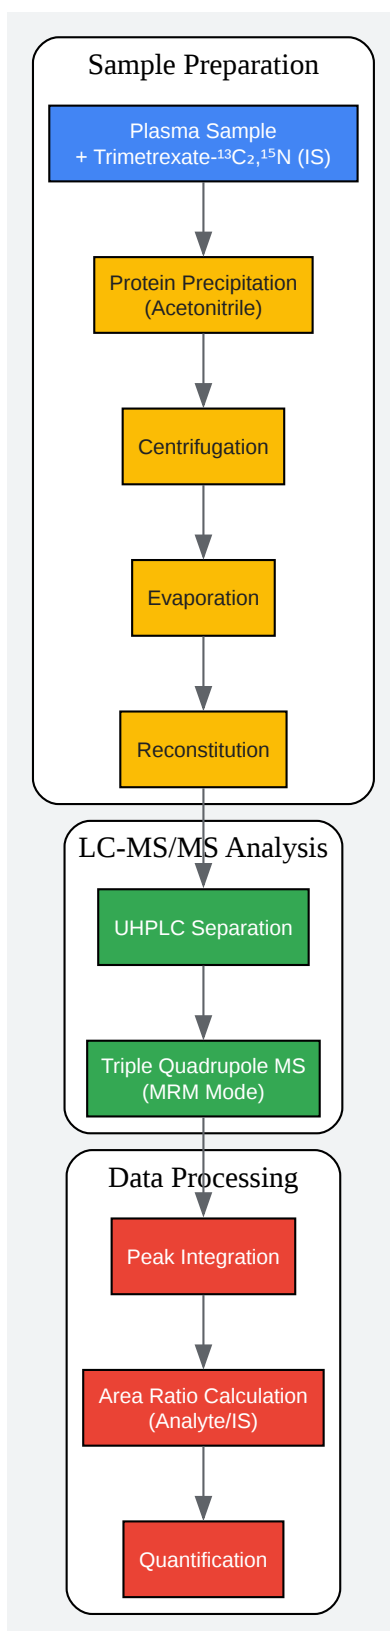 Sample Preparation
Plasma Sample
+ Trimetrexate-¹³C₂,¹⁵N (IS)
Protein Precipitation
(Acetonitrile)
Centrifugation
Evaporation
Reconstitution
LC-MS/MS Analysis
UHPLC Separation
Triple Quadrupole MS
(MRM Mode)
Data Processing
Peak Integration
Area Ratio Calculation
(Analyte/IS)
Quantification